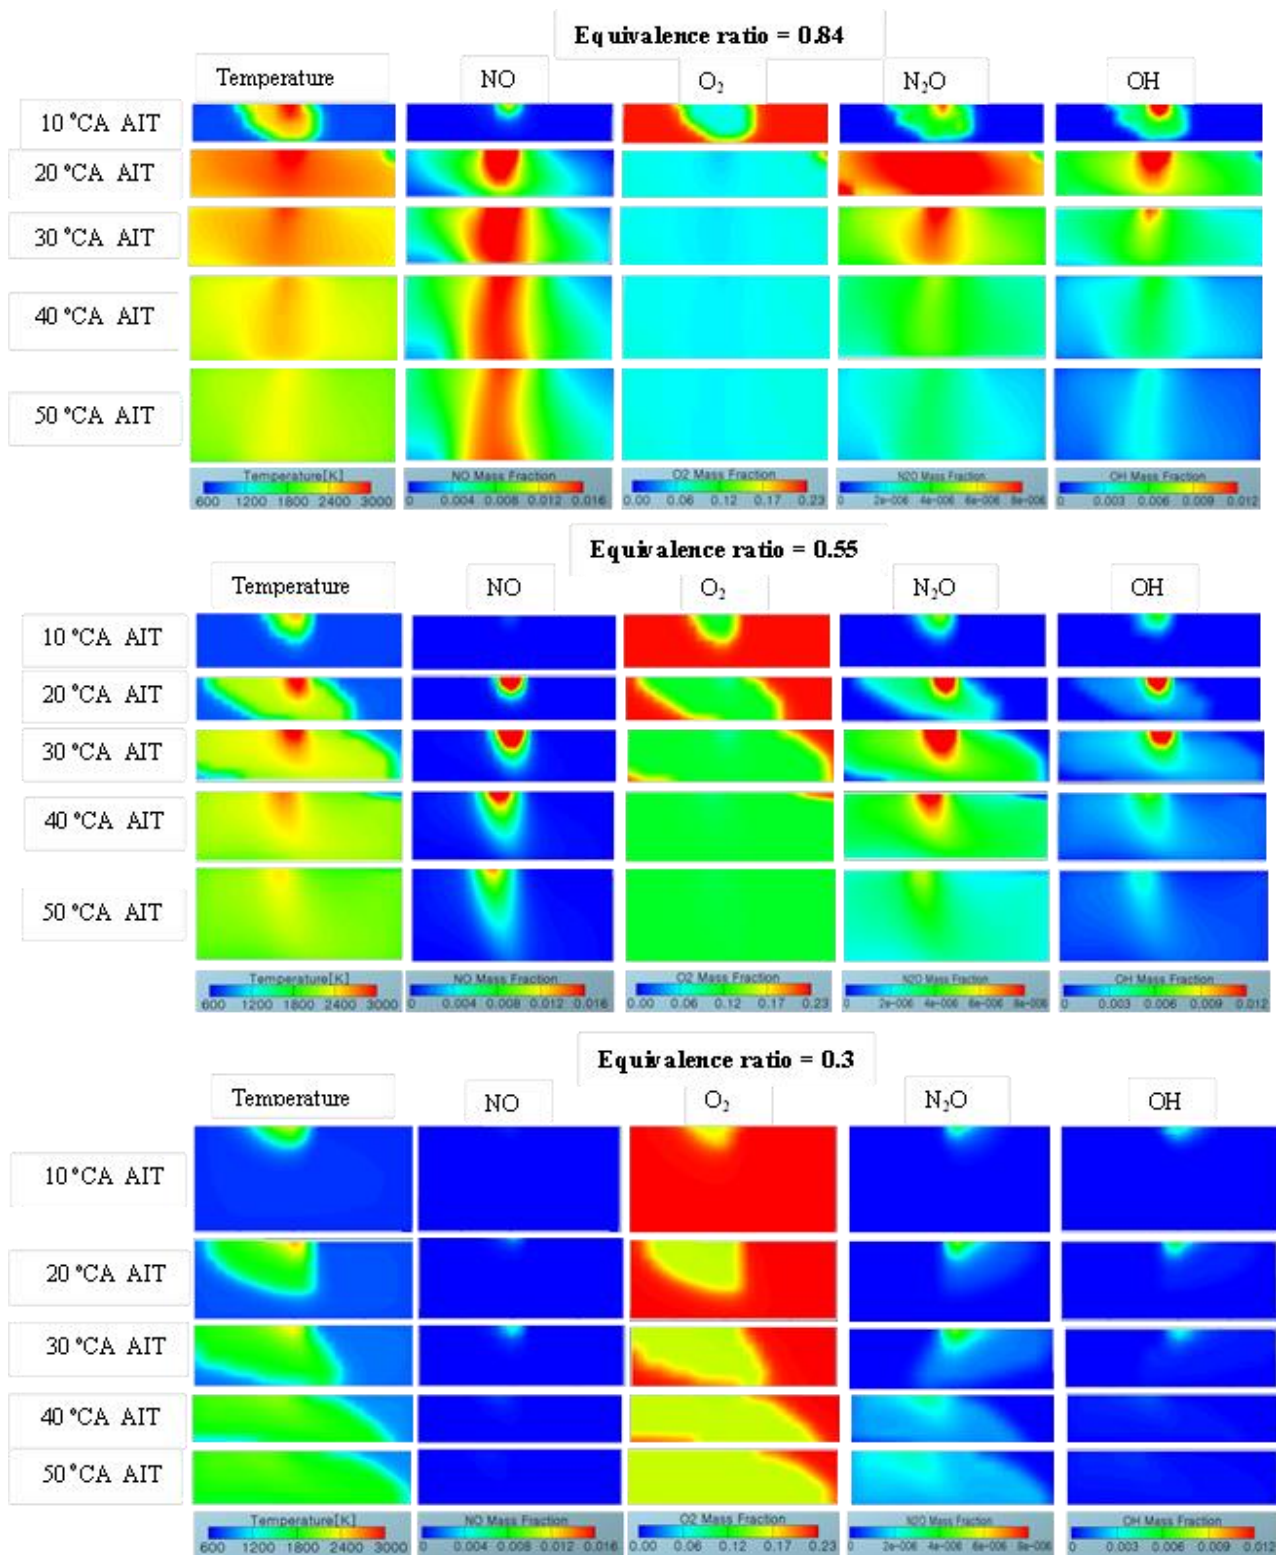 Equivalence ratio = 0.84
Temperature NO O₂ N₂O OH
10 °CA AIT
20 °CA AIT
30 °CA AIT
40 °CA AIT
50 °CA AIT
Temperature[K] NO Mass Fraction O2 Mass Fraction N2O Mass Fraction OH Mass Fraction
600 1200 1800 2400 3000 0 0.004 0.008 0.012 0.016 0.00 0.06 0.12 0.17 0.23 0 2e-006 4e-006 6e-006 8e-006 0 0.003 0.006 0.009 0.012
Equivalence ratio = 0.55
Temperature NO O₂ N₂O OH
10 °CA AIT
20 °CA AIT
30 °CA AIT
40 °CA AIT
50 °CA AIT
Temperature[K] NO Mass Fraction O2 Mass Fraction N2O Mass Fraction OH Mass Fraction
600 1200 1800 2400 3000 0 0.004 0.008 0.012 0.016 0.00 0.06 0.12 0.17 0.23 0 2e-006 4e-006 6e-006 8e-006 0 0.003 0.006 0.009 0.012
Equivalence ratio = 0.3
Temperature NO O₂ N₂O OH
10 °CA AIT
20 °CA AIT
30 °CA AIT
40 °CA AIT
50 °CA AIT
Temperature[K] NO Mass Fraction O2 Mass Fraction N2O Mass Fraction OH Mass Fraction
600 1200 1800 2400 3000 0 0.004 0.008 0.012 0.016 0.00 0.06 0.12 0.17 0.23 0 2e-006 4e-006 6e-006 8e-006 0 0.003 0.006 0.009 0.012